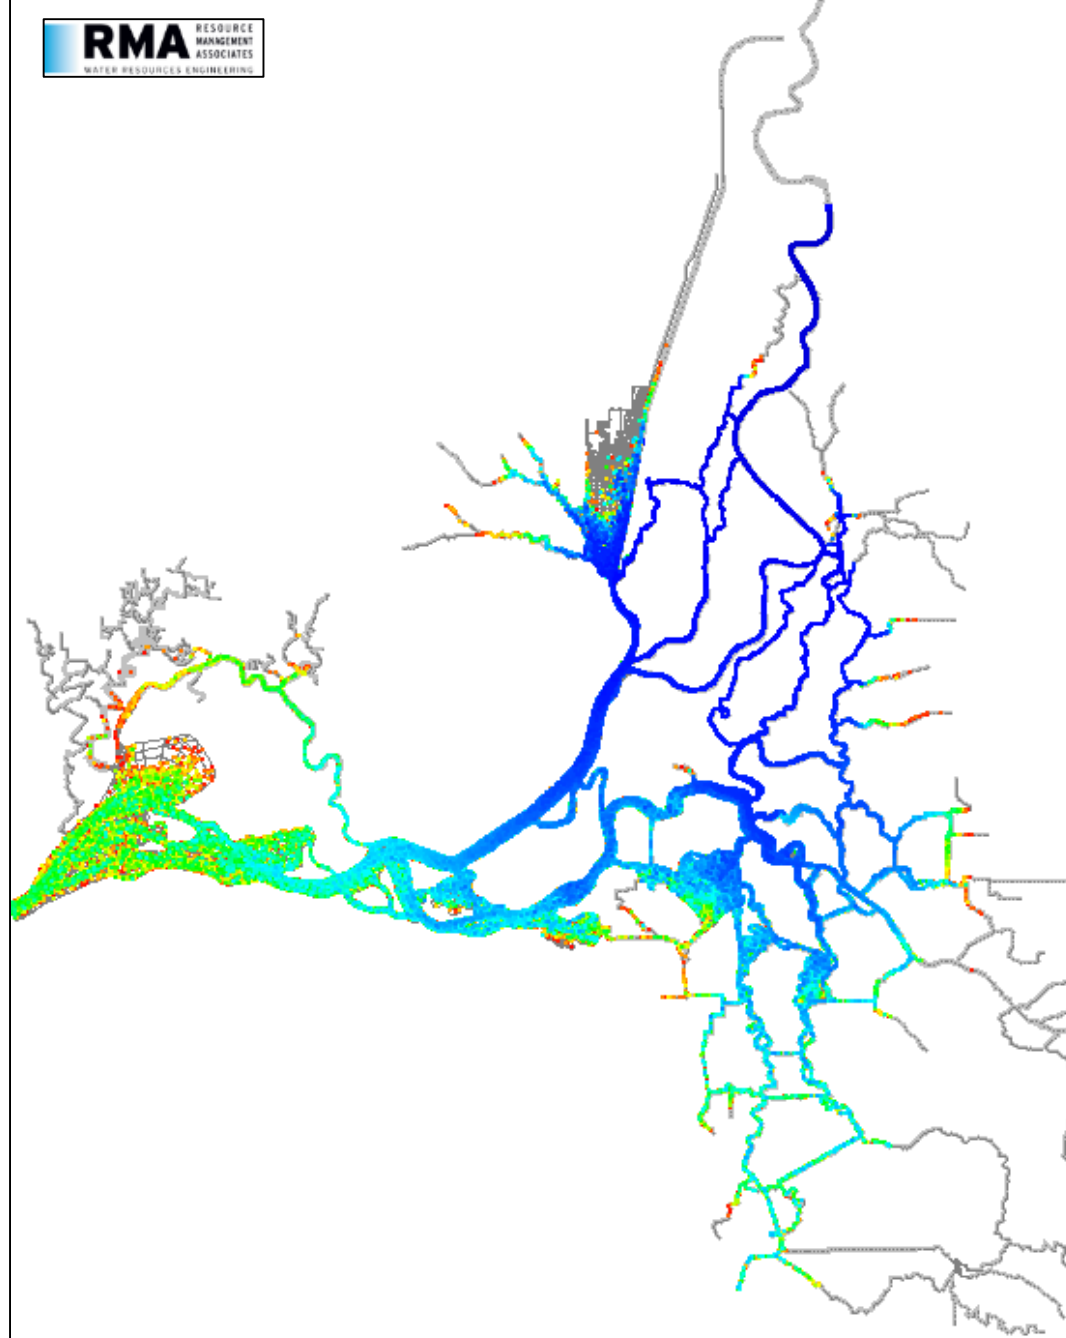 RMA
RESOURCE
MANAGEMENT
ASSOCIATES
WATER RESOURCES ENGINEERING